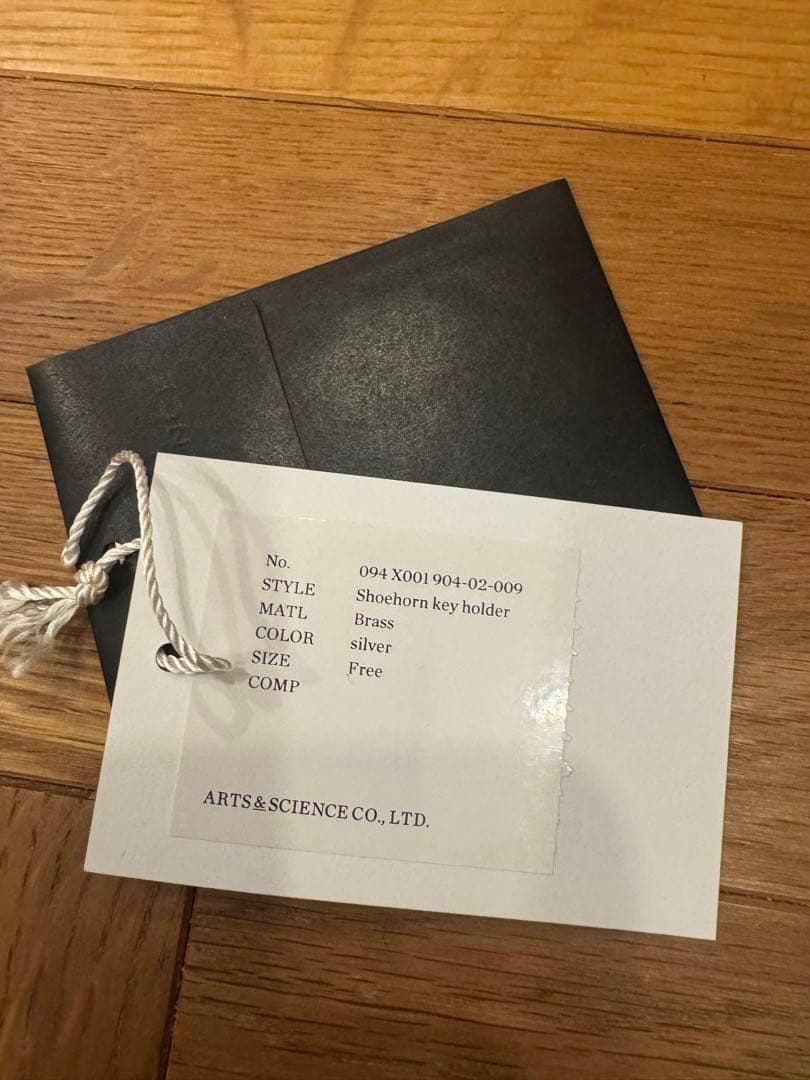 No. 094 X001 904-02-009
STYLE Shoehorn key holder
MATL Brass
COLOR silver
SIZE Free
COMP
ARTS&SCIENCE CO., LTD.